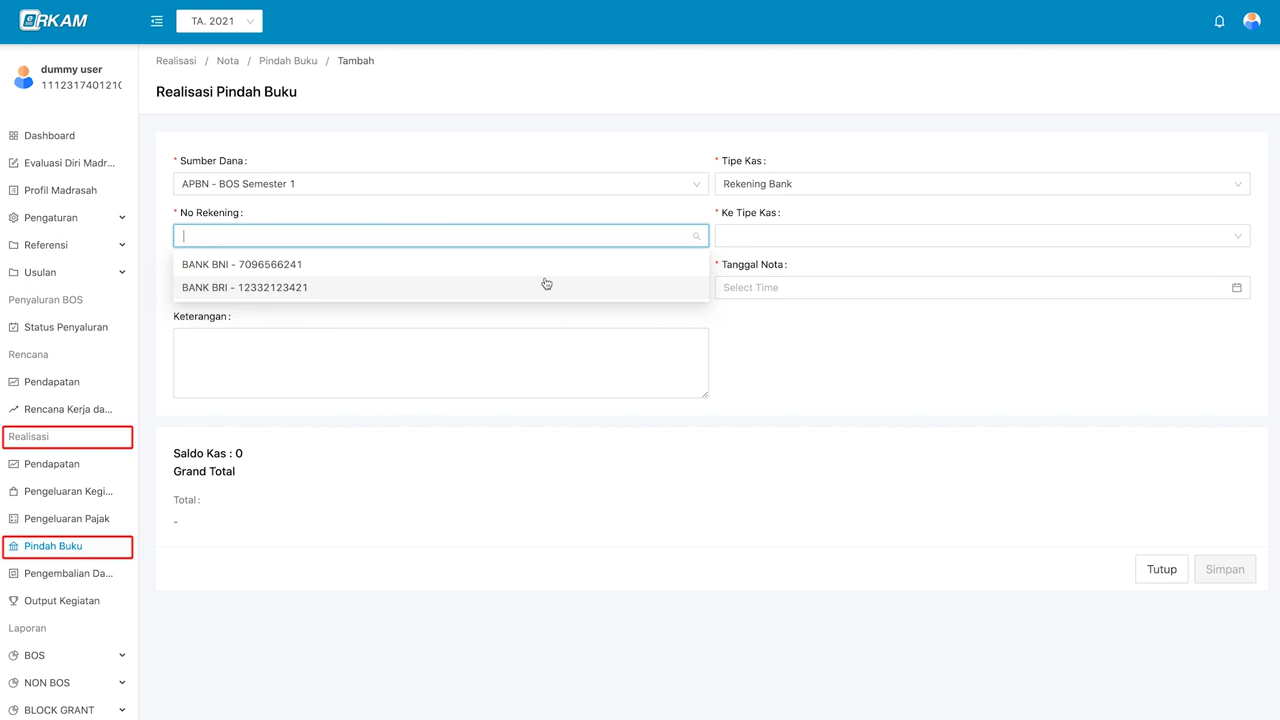 eRKAM
TA. 2021
dummy user
111231740121(
Dashboard
Evaluasi Diri Madr...
Profil Madrasah
Pengaturan
Referensi
Usulan
Penyaluran BOS
Status Penyaluran
Rencana
Pendapatan
Rencana Kerja da...
Realisasi
Pendapatan
Pengeluaran Kegi...
Pengeluaran Pajak
Pindah Buku
Pengembalian Da...
Output Kegiatan
Laporan
BOS
NON BOS
BLOCK GRANT
Realisasi / Nota / Pindah Buku / Tambah
Realisasi Pindah Buku
* Sumber Dana :
APBN - BOS Semester 1
* Tipe Kas :
Rekening Bank
* No Rekening :
BANK BNI - 7096566241
BANK BRI - 12332123421
* Ke Tipe Kas :
* Tanggal Nota :
Select Time
Keterangan :
Saldo Kas : 0
Grand Total
Total :
-
Tutup
Simpan